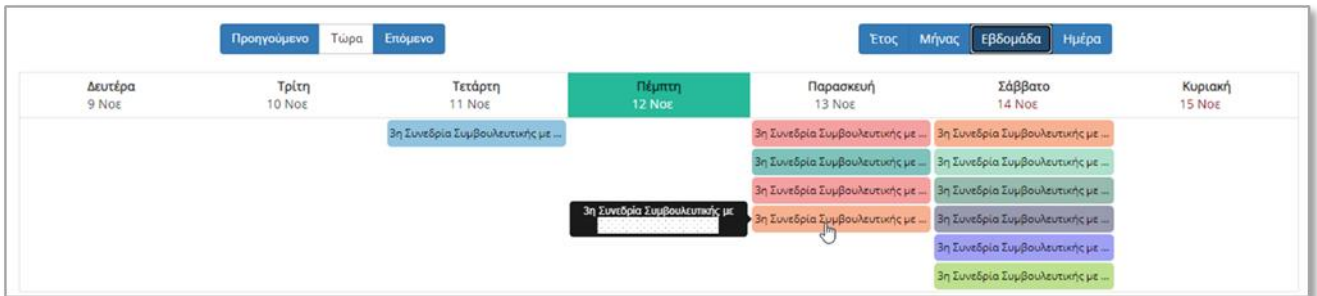 Προηγούμενο Τώρα Επόμενο Έτος Μήνας Εβδομάδα Ημέρα
Δευτέρα Τρίτη Τετάρτη Πέμπτη Παρασκευή Σάββατο Κυριακή
9 Νοε 10 Νοε 11 Νοε 12 Νοε 13 Νοε 14 Νοε 15 Νοε
3η Συνεδρία Συμβουλευτικής με ... 3η Συνεδρία Συμβουλευτικής με ... 3η Συνεδρία Συμβουλευτικής με ...
3η Συνεδρία Συμβουλευτικής με ... 3η Συνεδρία Συμβουλευτικής με ...
3η Συνεδρία Συμβουλευτικής με ... 3η Συνεδρία Συμβουλευτικής με ...
3η Συνεδρία Συμβουλευτικής με 3η Συνεδρία Συμβουλευτικής με ... 3η Συνεδρία Συμβουλευτικής με ...
3η Συνεδρία Συμβουλευτικής με ...
3η Συνεδρία Συμβουλευτικής με ...